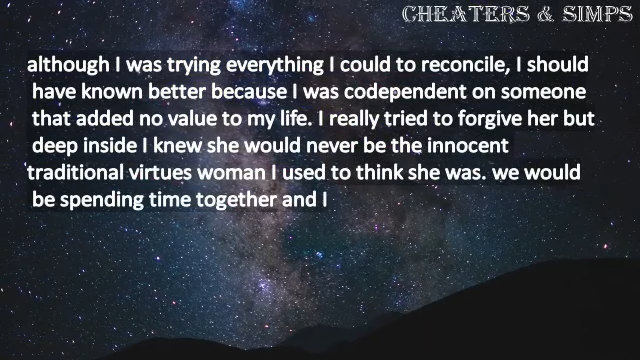 CHEATERS & SIMPS
although I was trying everything I could to reconcile, I should
have known better because I was codependent on someone
that added no value to my life. I really tried to forgive her but
deep inside I knew she would never be the innocent
traditional virtues woman I used to think she was. we would
be spending time together and I